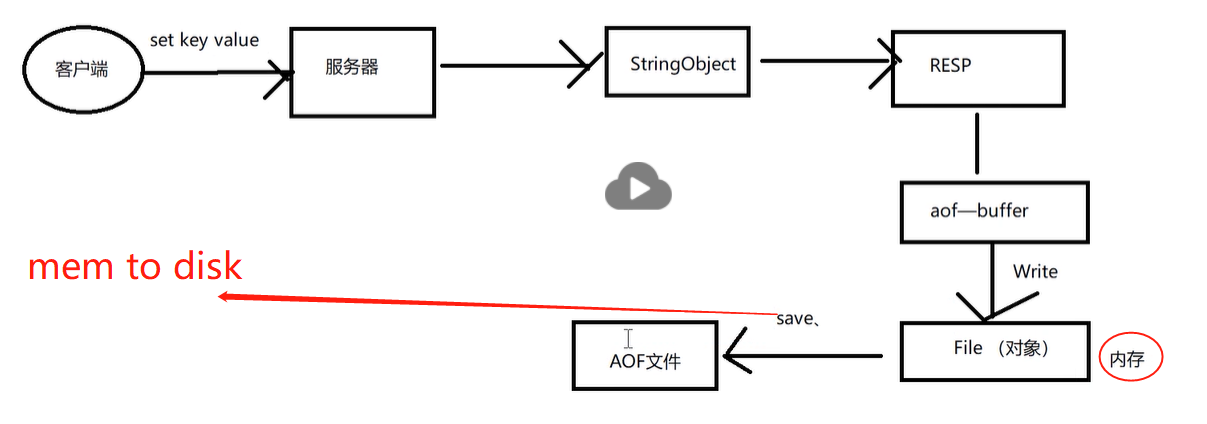 set key value
客户端
服务器
StringObject
RESP
aof—buffer
Write
mem to disk
save、
File （对象）
内存
AOF文件